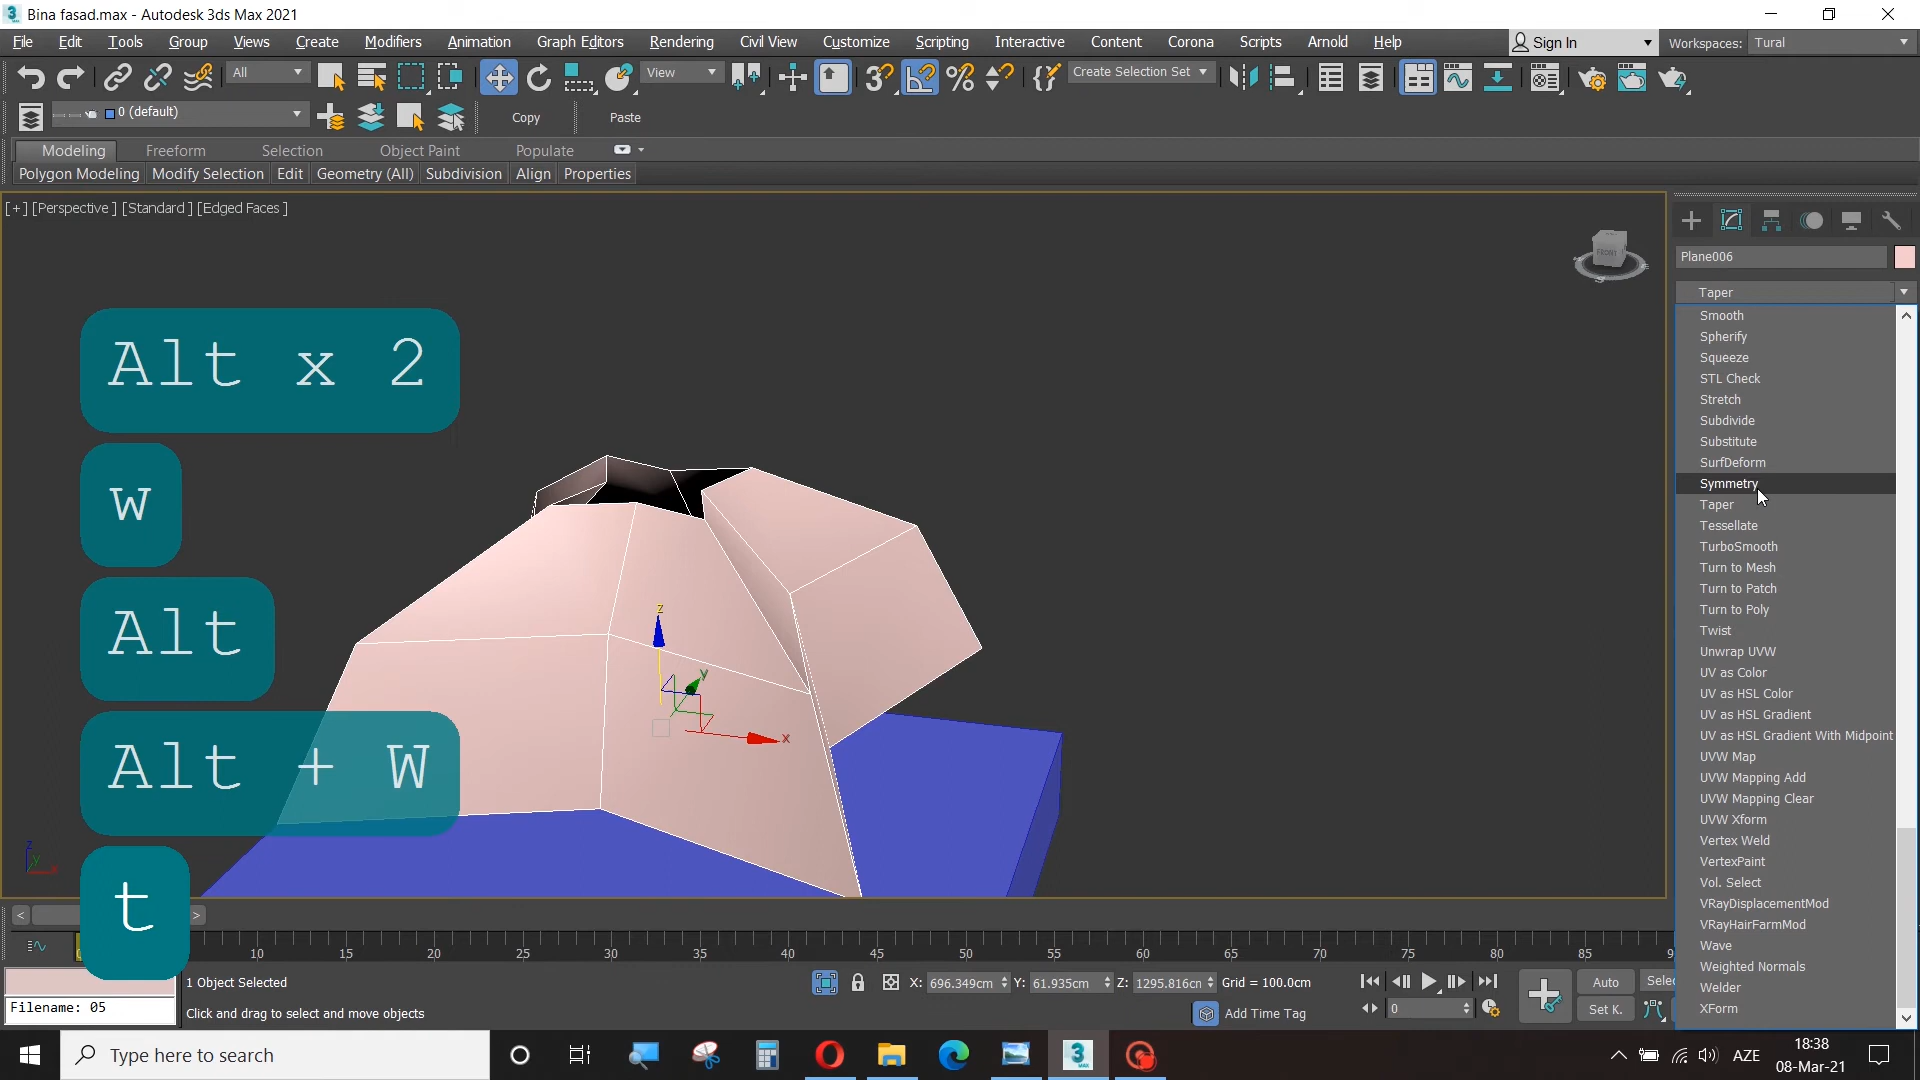 Bina fasad.max - Autodesk 3ds Max 2021
File Edit Tools Group Views Create Modifiers Animation Graph Editors Rendering Civil View Customize Scripting Interactive Content Corona Scripts Arnold Help
Sign In
Workspaces: Tural
All
View
Create Selection Set
0 (default)
Copy
Paste
Modeling Freeform Selection Object Paint Populate
Polygon Modeling Modify Selection Edit Geometry (All) Subdivision Align Properties
[+] [Perspective ] [Standard ] [Edged Faces ]
FRONT
S
Plane006
Taper
Smooth
Spherify
Squeeze
STL Check
Stretch
Subdivide
Substitute
SurfDeform
Symmetry
Taper
Tessellate
TurboSmooth
Turn to Mesh
Turn to Patch
Turn to Poly
Twist
Unwrap UVW
UV as Color
UV as HSL Color
UV as HSL Gradient
UV as HSL Gradient With Midpoint
UVW Map
UVW Mapping Add
UVW Mapping Clear
UVW Xform
Vertex Weld
VertexPaint
Vol. Select
VRayDisplacementMod
VRayHairFarmMod
Wave
Weighted Normals
Welder
XForm
Alt x 2
w
Alt
Alt + W
t
z
y
x
z
y
x
< >
10 15 20 25 30 35 40 45 50 55 60 65 70 75 80 85 9
1 Object Selected
Click and drag to select and move objects
Filename: 05
X: 696.349cm Y: 61.935cm Z: 1295.816cm Grid = 100.0cm
Add Time Tag
0
Auto
Selec
Set K.
Type here to search
3
MAX
AZE
18:38
08-Mar-21